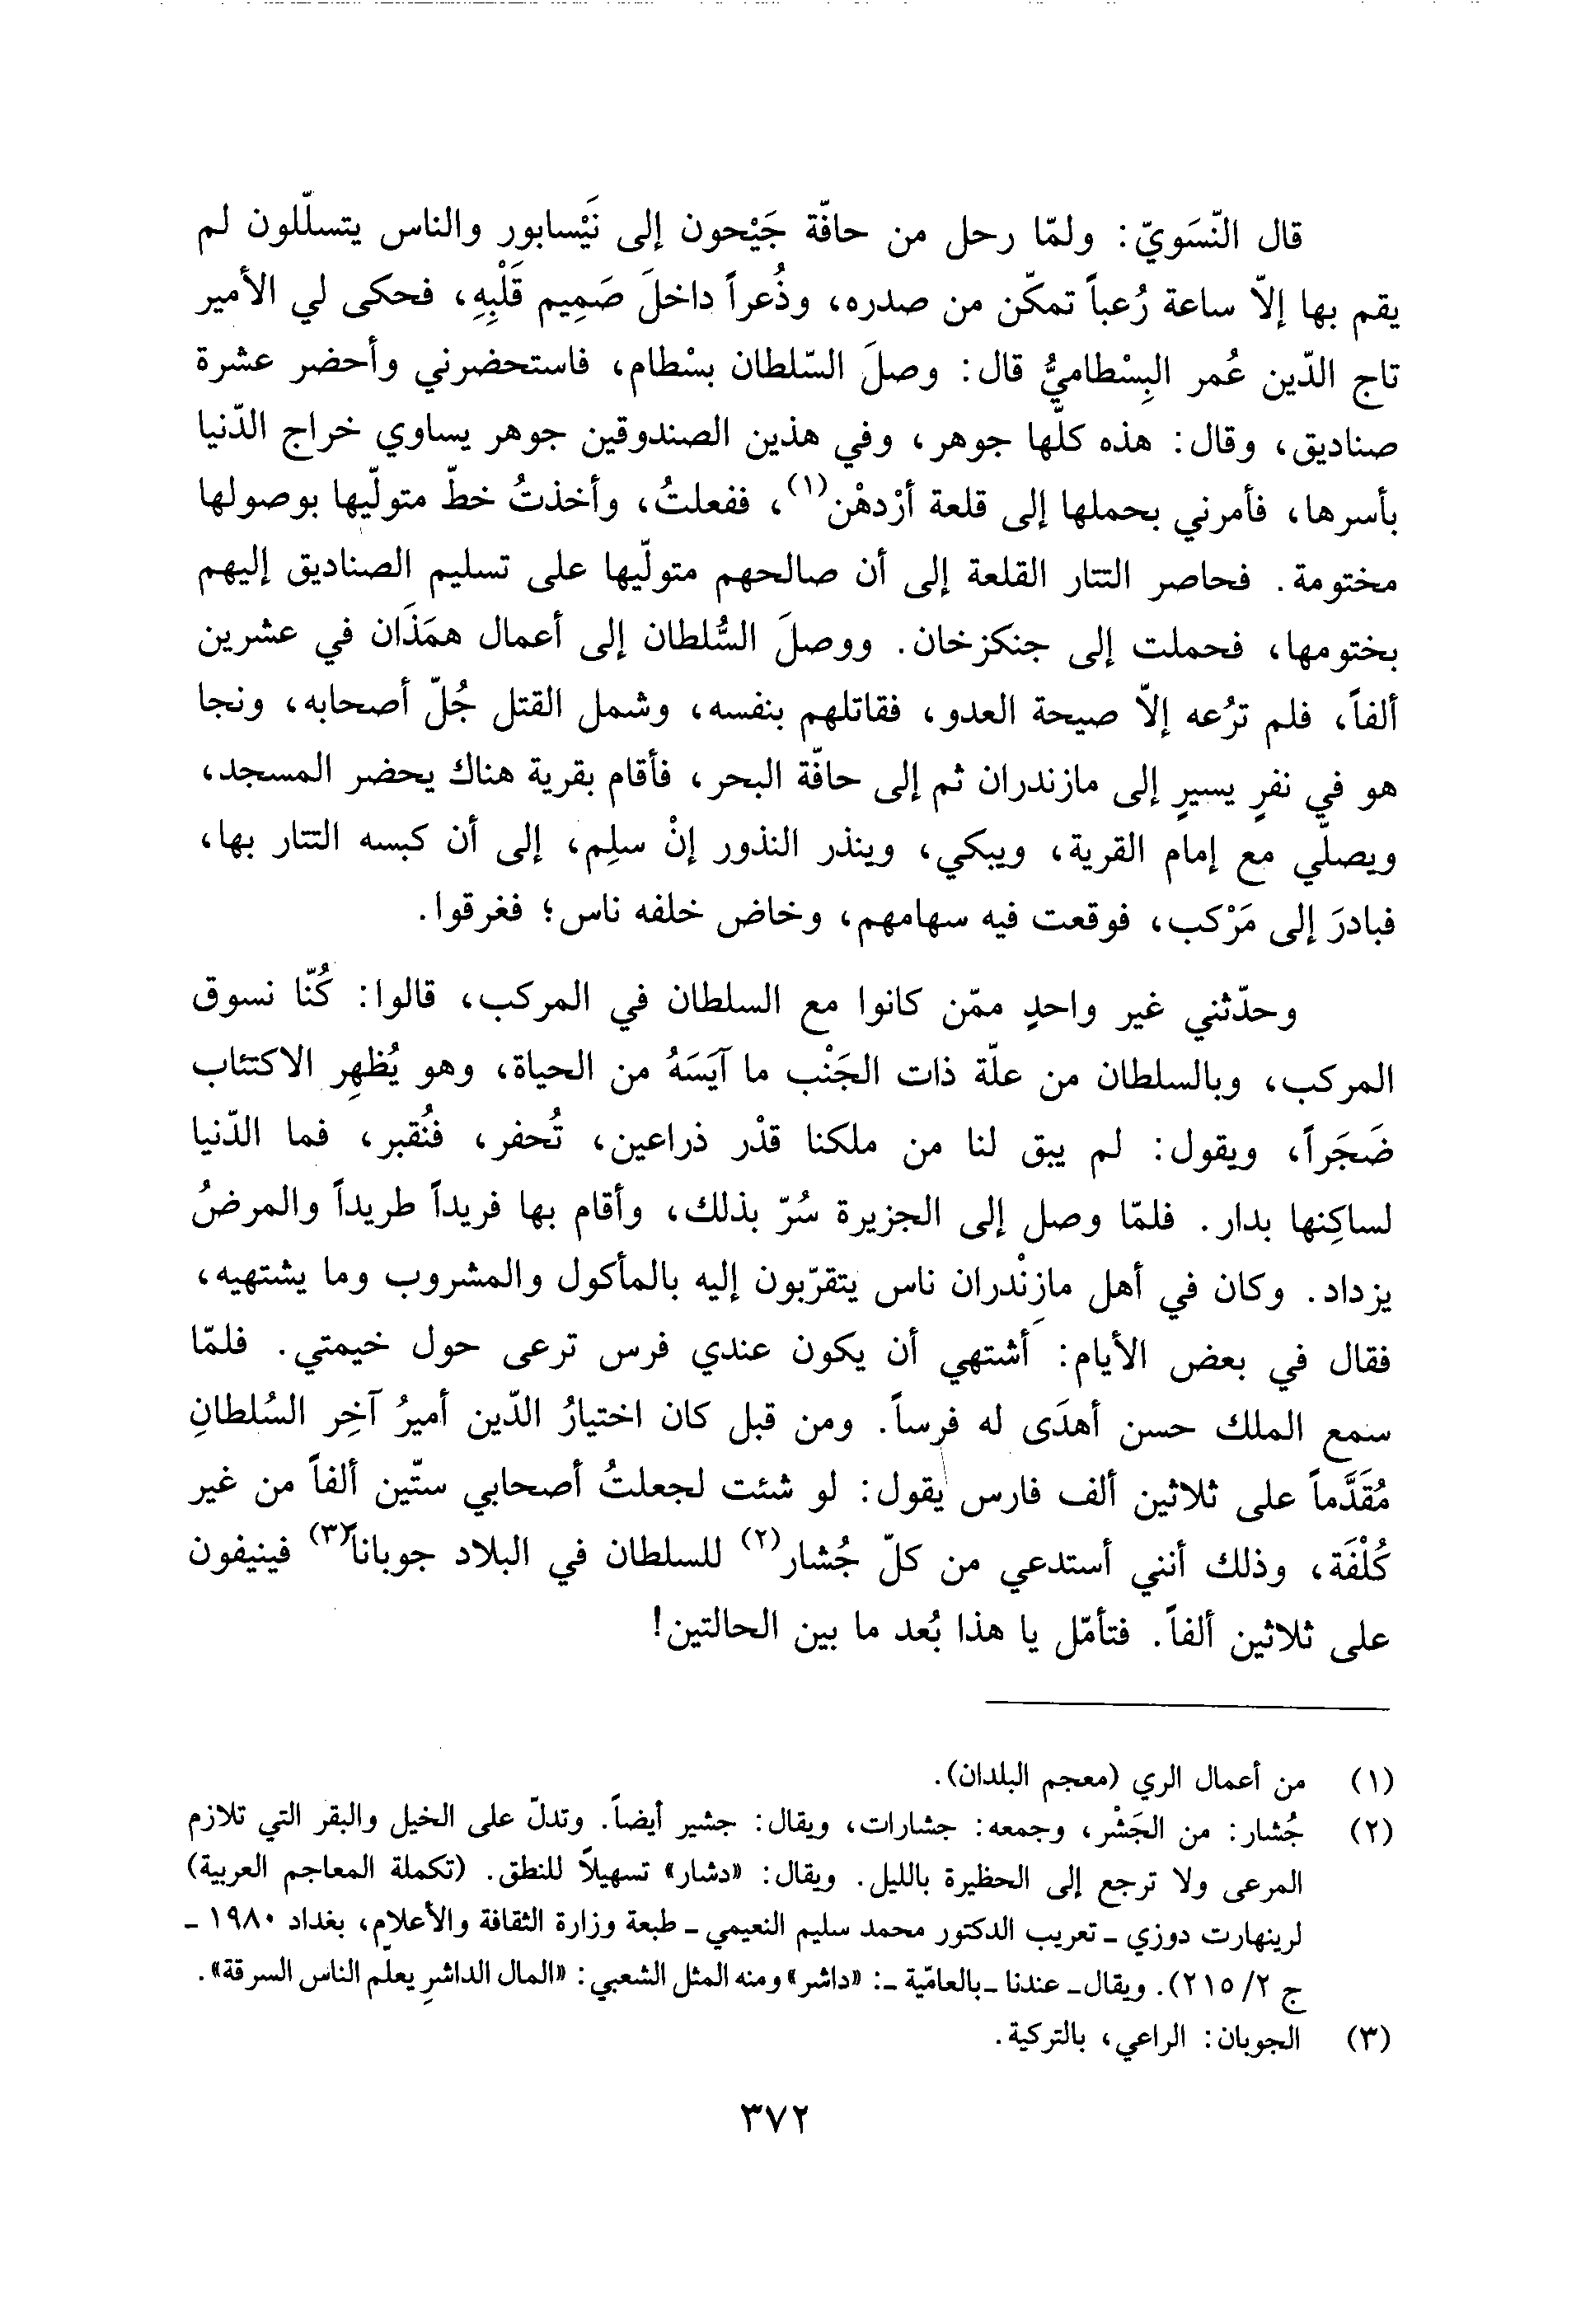 قال النّسَويّ: ولمّا رحل من حافّة جَيْحون إلى نَيْسابور والناس يتسلّلون لم
يقم بها إلاّ ساعة رُعباً تمكّن من صدره، وذُعراً داخلَ صَمِيم قَلْبِهِ، فحكى لي الأمير
تاج الدّين عُمر البِسْطاميُّ قال: وصلَ السّلطان بسْطام، فاستحضرني وأحضر عشرة
صناديق، وقال: هذه كلّها جوهر، وفي هذين الصندوقين جوهر يساوي خراج الدّنيا
بأسرها، فأمرني بحملها إلى قلعة أرْدهْن(١)، ففعلتُ، وأخذتُ خطّ متولّيها بوصولها
مختومة. فحاصر التتار القلعة إلى أن صالحهم متولّيها على تسليم الصناديق إليهم
بختومها، فحملت إلى جنكزخان. ووصلَ السُّلطان إلى أعمال همَذَان في عشرين
ألفاً، فلم ترُعه إلاّ صيحة العدو، فقاتلهم بنفسه، وشمل القتل جُلّ أصحابه، ونجا
هو في نفرٍ يسيرٍ إلى مازندران ثم إلى حافّة البحر، فأقام بقرية هناك يحضر المسجد،
ويصلّي مع إمام القرية، ويبكي، وينذر النذور إنْ سلِم، إلى أن كبسه التتار بها،
فبادرَ إلى مَرْكب، فوقعت فيه سهامهم، وخاض خلفه ناس؛ فغرقوا.
وحدّثني غير واحدٍ ممّن كانوا مع السلطان في المركب، قالوا: كُنّا نسوق
المركب، وبالسلطان من علّة ذات الجَنْب ما آيَسَهُ من الحياة، وهو يُظهِر الاكتئاب
ضَجَراً، ويقول: لم يبق لنا من ملكنا قدْر ذراعين، تُحفر، فنُقبر، فما الدّنيا
لساكِنها بدار. فلمّا وصل إلى الجزيرة سُرّ بذلك، وأقام بها فريداً طريداً والمرضُ
يزداد. وكان في أهل مازِنْدران ناس يتقرّبون إليه بالمأكول والمشروب وما يشتهيه،
فقال في بعض الأيام: أشتهي أن يكون عندي فرس ترعى حول خيمتي. فلمّا
سمع الملك حسن أهدَى له فرساً. ومن قبل كان اختيارُ الدّين أميرُ آخِر السُلطانِ
مُقَدَّماً على ثلاثين ألف فارس يقول: لو شئت لجعلتُ أصحابي ستّين ألفاً من غير
كُلْفَة، وذلك أنني أستدعي من كلّ جُشار(٢) للسلطان في البلاد جوباناً(٣) فينيفون
على ثلاثين ألفاً. فتأمّل يا هذا بُعد ما بين الحالتين!
(١) من أعمال الري (معجم البلدان).
(٢) جُشار: من الجَشْر، وجمعه: جشارات، ويقال: جشير أيضاً. وتدلّ على الخيل والبقر التي تلازم
المرعى ولا ترجع إلى الحظيرة بالليل. ويقال: «دشار» تسهيلاً للنطق. (تكملة المعاجم العربية)
لرينهارت دوزي ـ تعريب الدكتور محمد سليم النعيمي ـ طبعة وزارة الثقافة والأعلام، بغداد ١٩٨٠ ـ
ج ٢/ ٢١٥). ويقال ـ عندنا ـ بالعامّية ـ: «داشر» ومنه المثل الشعبي: «المال الداشرِ يعلّم الناس السرقة».
(٣) الجوبان: الراعي، بالتركية.
٣٧٢